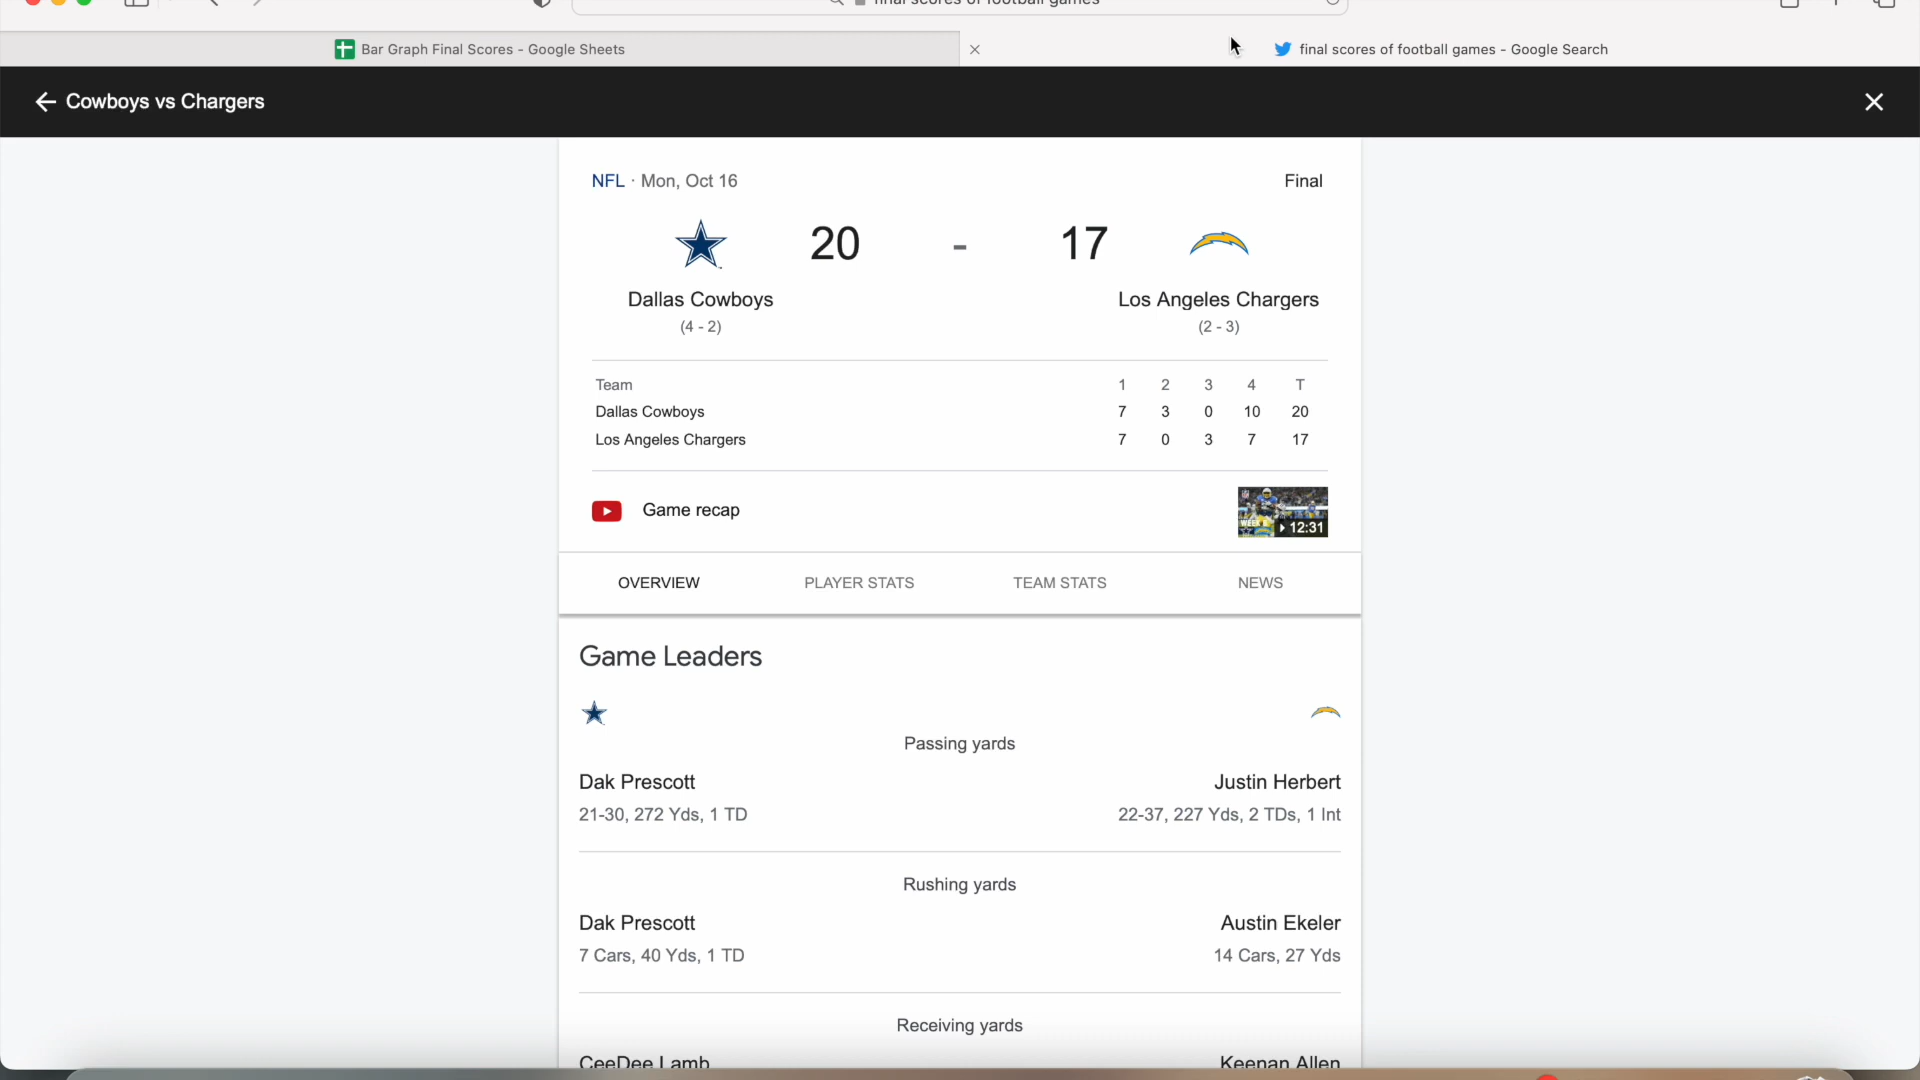 final scores of football games
Bar Graph Final Scores - Google Sheets
final scores of football games - Google Search
Cowboys vs Chargers
NFL · Mon, Oct 16
Final
20 - 17
Dallas Cowboys
Los Angeles Chargers
(4 - 2)
(2 - 3)
Team 1 2 3 4 T
Dallas Cowboys 7 3 0 10 20
Los Angeles Chargers 7 0 3 7 17
Game recap
12:31
OVERVIEW PLAYER STATS TEAM STATS NEWS
Game Leaders
Passing yards
Dak Prescott
Justin Herbert
21-30, 272 Yds, 1 TD
22-37, 227 Yds, 2 TDs, 1 Int
Rushing yards
Dak Prescott
Austin Ekeler
7 Cars, 40 Yds, 1 TD
14 Cars, 27 Yds
Receiving yards
CeeDee Lamb
Keenan Allen